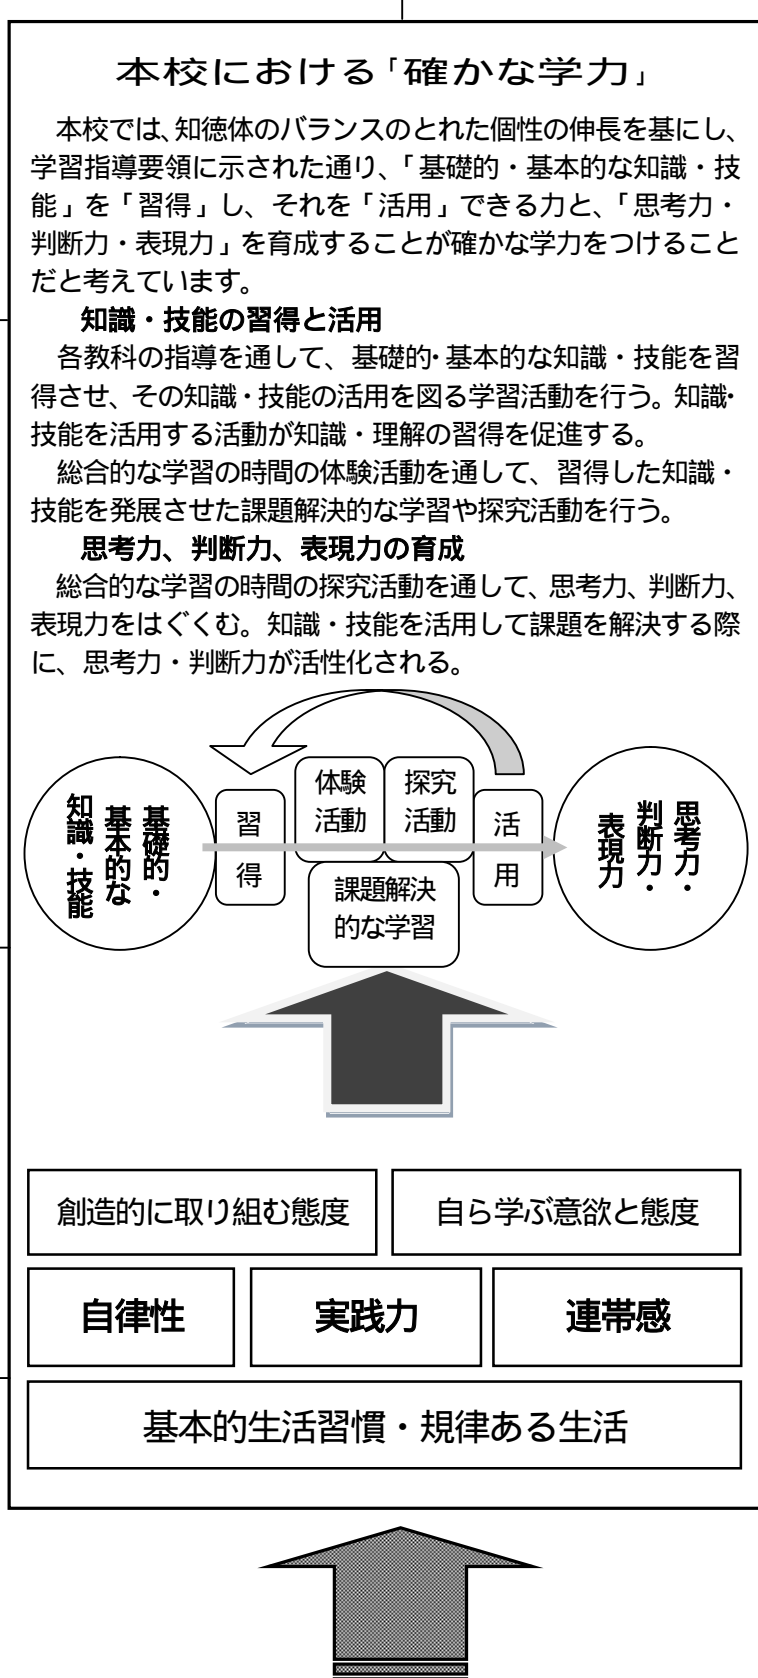 本校における「確かな学力」
本校では、知徳体のバランスのとれた個性の伸長を基にし、
学習指導要領に示された通り、「基礎的・基本的な知識・技
能」を「習得」し、それを「活用」できる力と、「思考力・
判断力・表現力」を育成することが確かな学力をつけること
だと考えています。
知識・技能の習得と活用
各教科の指導を通して、基礎的・基本的な知識・技能を習
得させ、その知識・技能の活用を図る学習活動を行う。知識・
技能を活用する活動が知識・理解の習得を促進する。
総合的な学習の時間の体験活動を通して、習得した知識・
技能を発展させた課題解決的な学習や探究活動を行う。
思考力、判断力、表現力の育成
総合的な学習の時間の探究活動を通して、思考力、判断力、
表現力をはぐくむ。知識・技能を活用して課題を解決する際
に、思考力・判断力が活性化される。
基礎的・
基本的な
知識・技能
習
得
体験
活動
探究
活動
課題解決
的な学習
活
用
思考力・
判断力・
表現力
創造的に取り組む態度
自ら学ぶ意欲と態度
自律性
実践力
連帯感
基本的生活習慣・規律ある生活